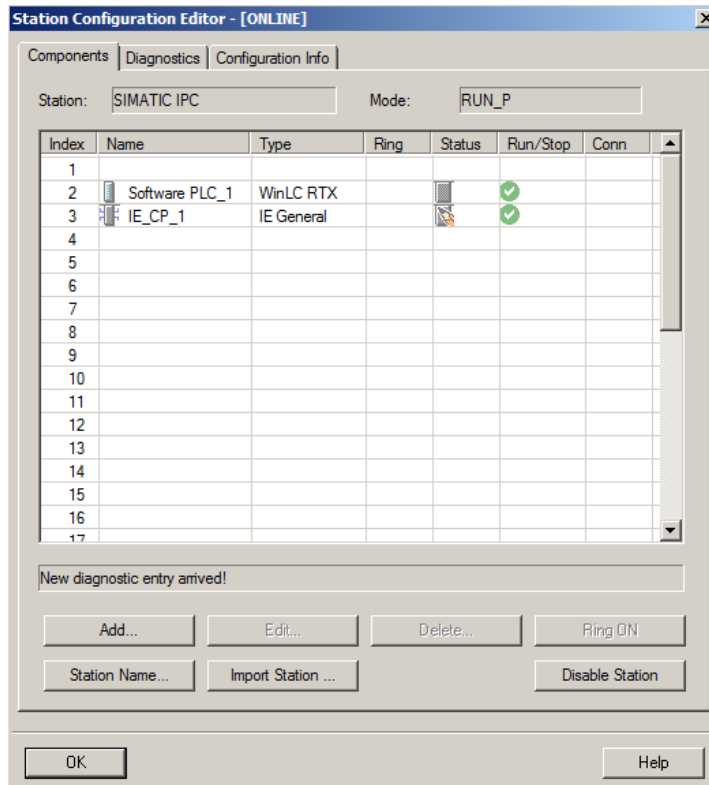 Station Configuration Editor - [ONLINE]
Components Diagnostics Configuration Info
Station: SIMATIC IPC Mode: RUN_P
Index Name Type Ring Status Run/Stop Conn
1
2 Software PLC_1 WinLC RTX
3 IE_CP_1 IE General
4
5
6
7
8
9
10
11
12
13
14
15
16
17
New diagnostic entry arrived!
Add... Edit... Delete... Ring ON
Station Name... Import Station ... Disable Station
OK Help